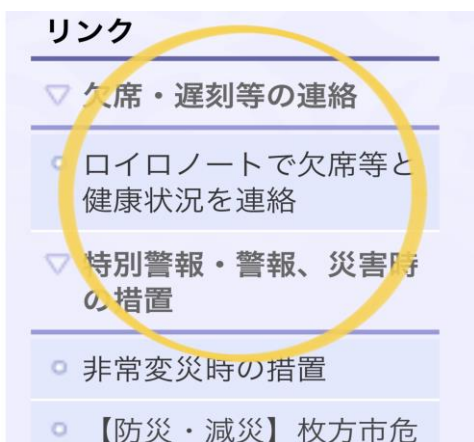 リンク
欠席・遅刻等の連絡
ロイロノートで欠席等と
健康状況を連絡
特別警報・警報、災害時
の措置
非常変災時の措置
【防災・減災】枚方市危